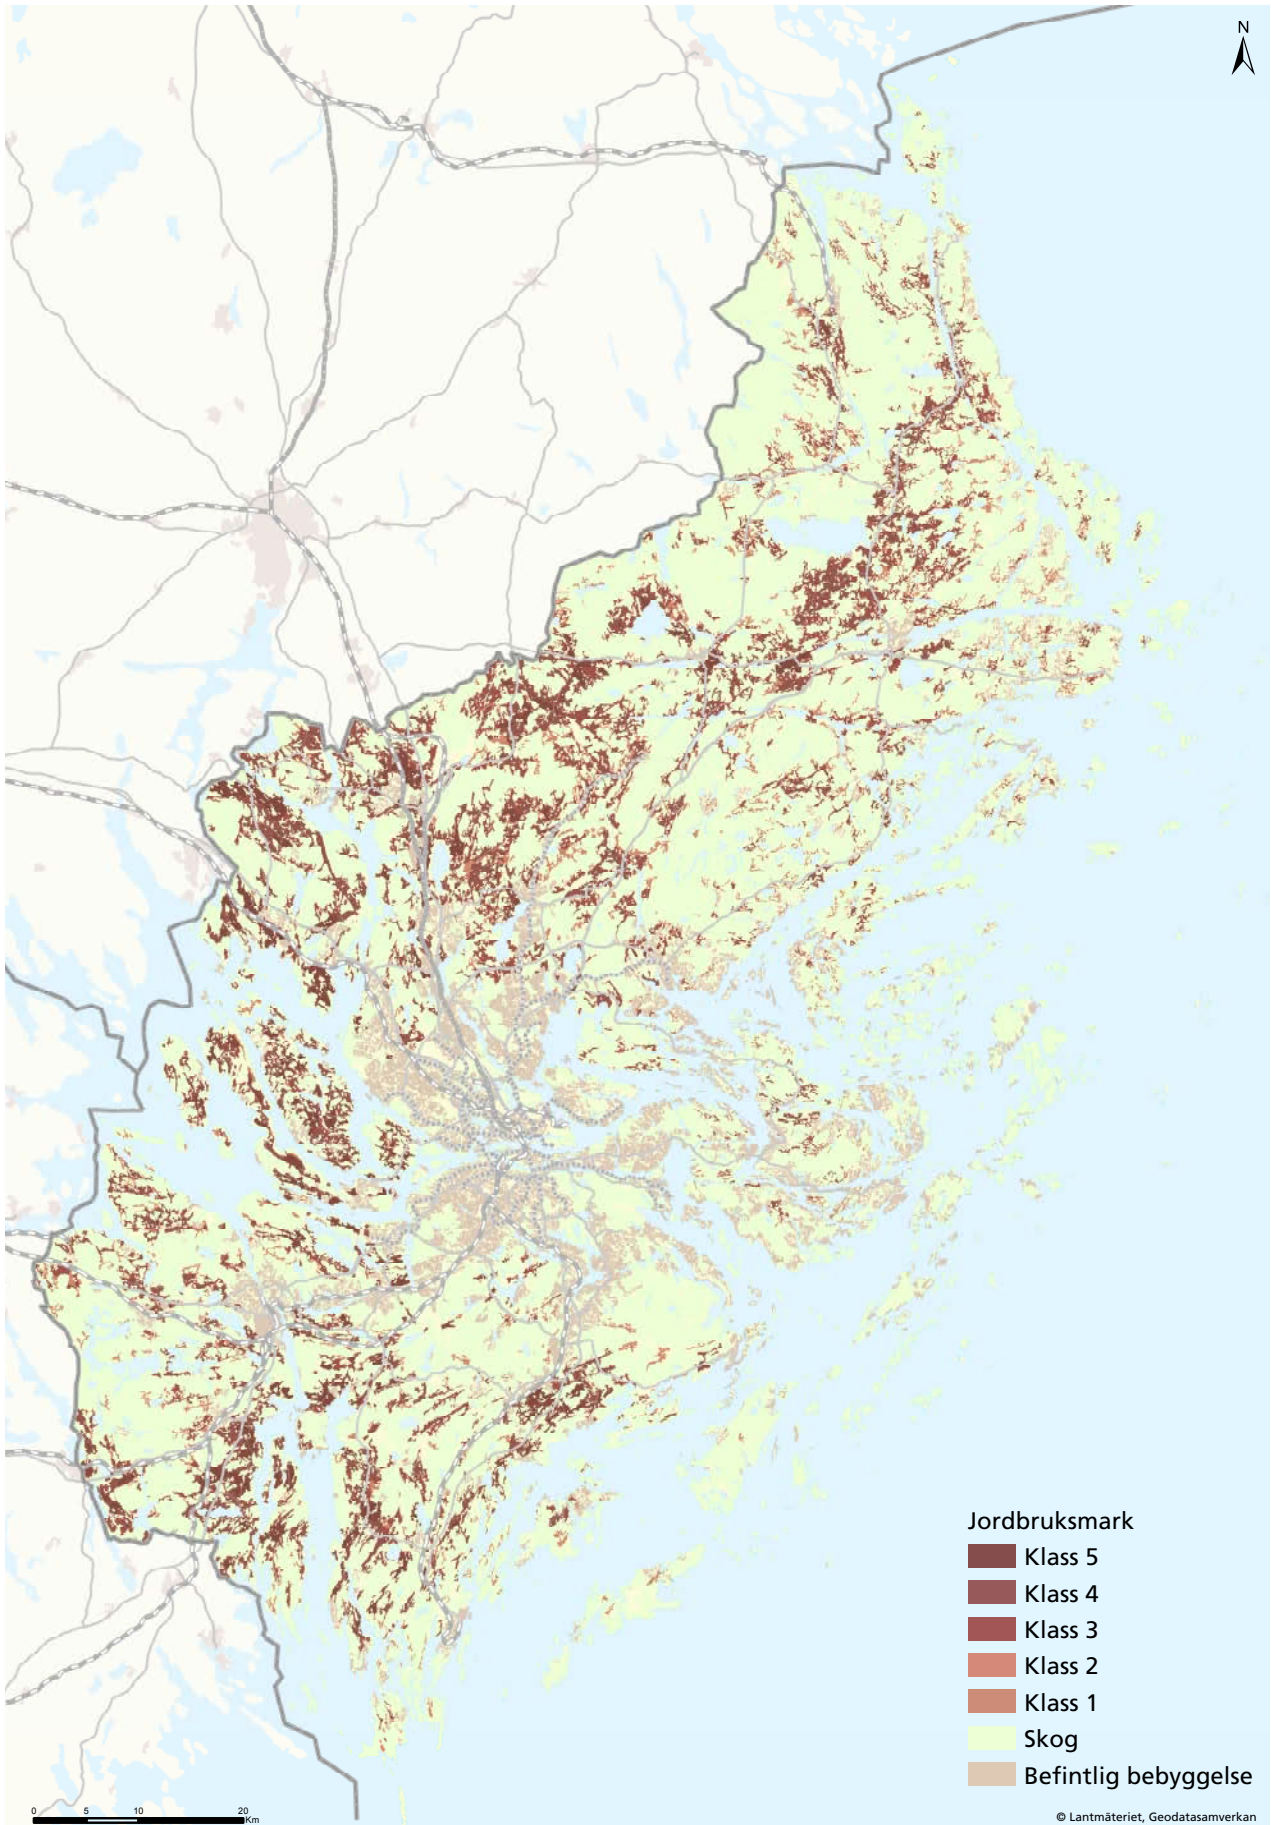 N
Jordbruksmark
Klass 5
Klass 4
Klass 3
Klass 2
Klass 1
Skog
Befintlig bebyggelse
0 5 10 20
Km
© Lantmäteriet, Geodatasamverkan